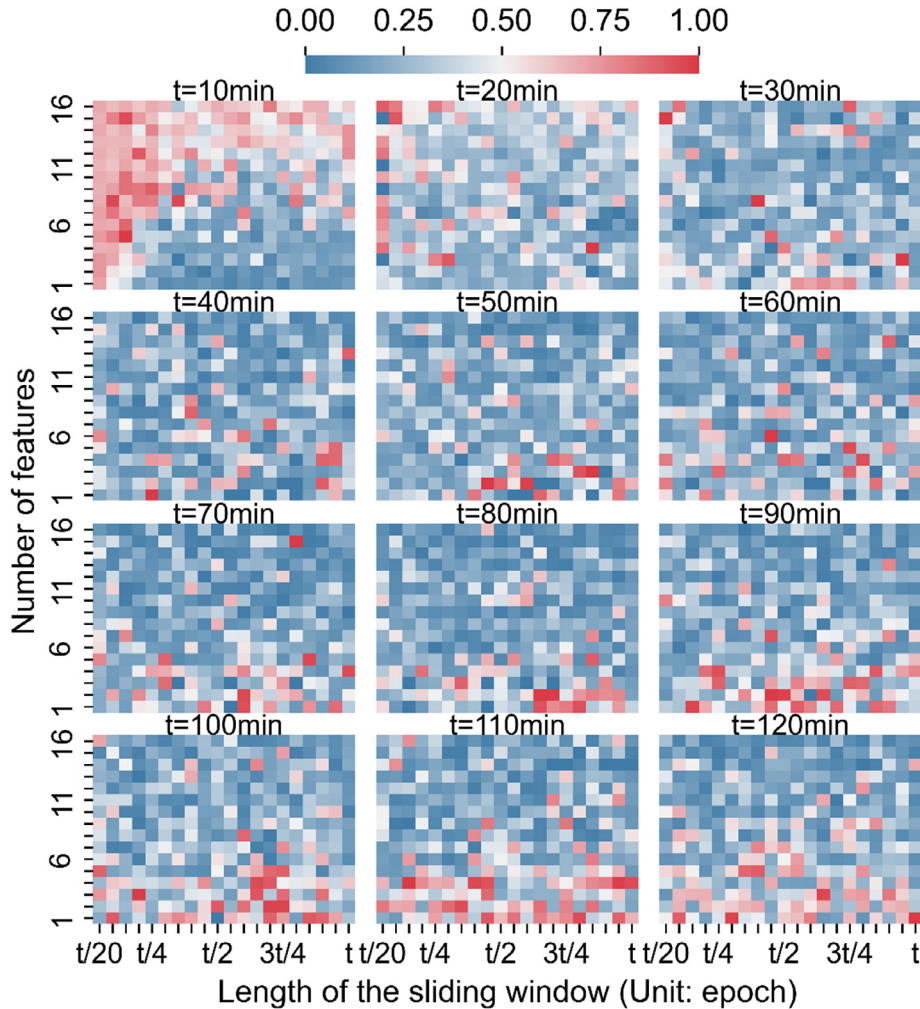 0.00 0.25 0.50 0.75 1.00
t=10min t=20min t=30min
16
11
6
1
t=40min t=50min t=60min
16
11
6
1
t=70min t=80min t=90min
16
11
6
1
t=100min t=110min t=120min
16
11
6
1
Number of features
t/20 t/4 t/2 3t/4 t t/20 t/4 t/2 3t/4 t t/20 t/4 t/2 3t/4 t
Length of the sliding window (Unit: epoch)